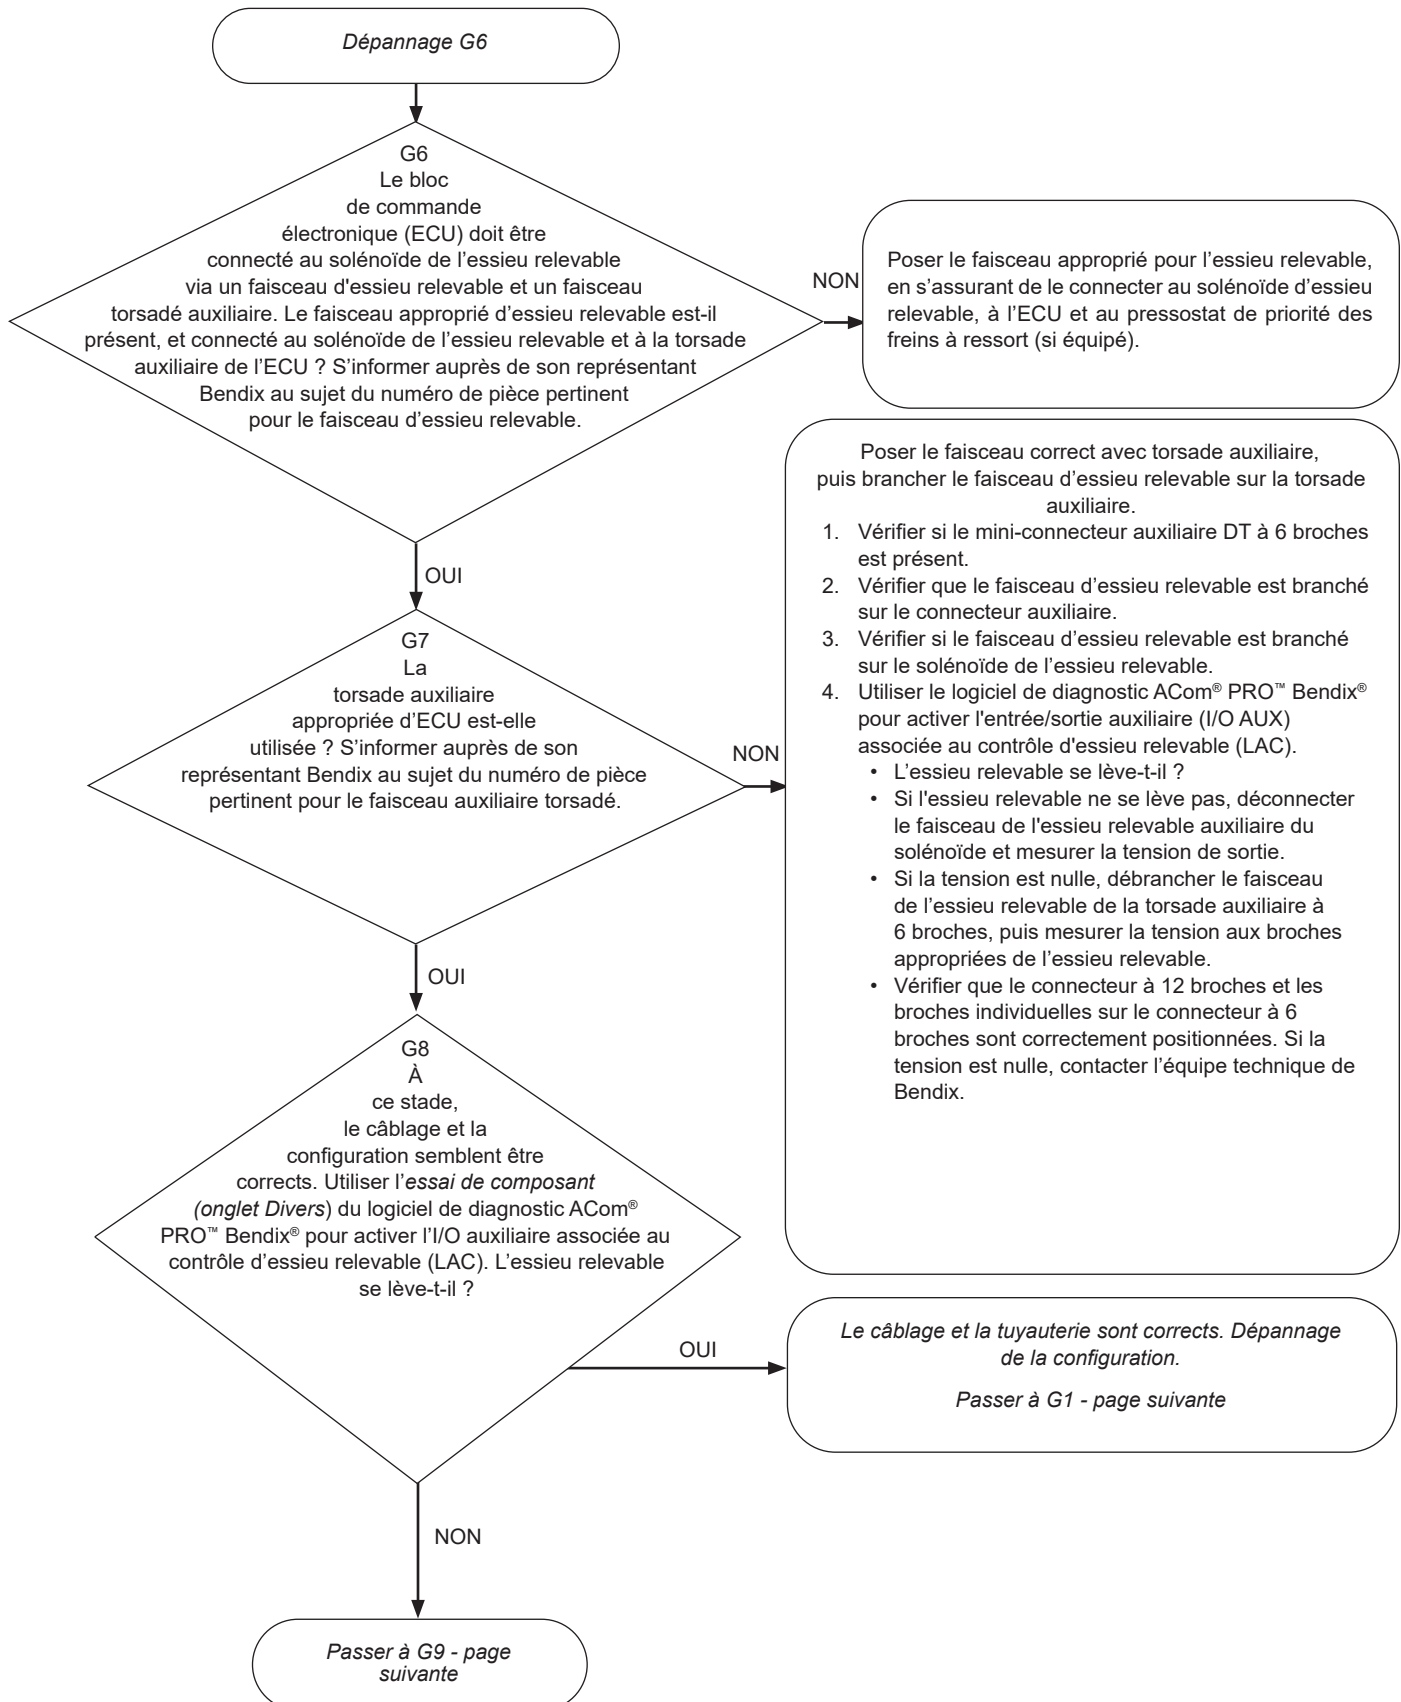 Dépannage G6
G6
Le bloc
de commande
électronique (ECU) doit être
connecté au solénoïde de l’essieu relevable
via un faisceau d'essieu relevable et un faisceau
torsadé auxiliaire. Le faisceau approprié d’essieu relevable est-il
présent, et connecté au solénoïde de l’essieu relevable et à la torsade
auxiliaire de l’ECU ? S’informer auprès de son représentant
Bendix au sujet du numéro de pièce pertinent
pour le faisceau d’essieu relevable.
NON
Poser le faisceau approprié pour l’essieu relevable,
en s’assurant de le connecter au solénoïde d’essieu
relevable, à l’ECU et au pressostat de priorité des
freins à ressort (si équipé).
OUI
G7
La
torsade auxiliaire
appropriée d’ECU est-elle
utilisée ? S’informer auprès de son
représentant Bendix au sujet du numéro de pièce
pertinent pour le faisceau auxiliaire torsadé.
NON
Poser le faisceau correct avec torsade auxiliaire,
puis brancher le faisceau d’essieu relevable sur la torsade
auxiliaire.
1. Vérifier si le mini-connecteur auxiliaire DT à 6 broches
est présent.
2. Vérifier que le faisceau d’essieu relevable est branché
sur le connecteur auxiliaire.
3. Vérifier si le faisceau d’essieu relevable est branché
sur le solénoïde de l’essieu relevable.
4. Utiliser le logiciel de diagnostic ACom® PRO™ Bendix®
pour activer l'entrée/sortie auxiliaire (I/O AUX)
associée au contrôle d'essieu relevable (LAC).
• L’essieu relevable se lève-t-il ?
• Si l'essieu relevable ne se lève pas, déconnecter
le faisceau de l'essieu relevable auxiliaire du
solénoïde et mesurer la tension de sortie.
• Si la tension est nulle, débrancher le faisceau
de l’essieu relevable de la torsade auxiliaire à
6 broches, puis mesurer la tension aux broches
appropriées de l’essieu relevable.
• Vérifier que le connecteur à 12 broches et les
broches individuelles sur le connecteur à 6
broches sont correctement positionnées. Si la
tension est nulle, contacter l’équipe technique de
Bendix.
OUI
G8
À
ce stade,
le câblage et la
configuration semblent être
corrects. Utiliser l’essai de composant
(onglet Divers) du logiciel de diagnostic ACom®
PRO™ Bendix® pour activer l’I/O auxiliaire associée au
contrôle d’essieu relevable (LAC). L’essieu relevable
se lève-t-il ?
OUI
Le câblage et la tuyauterie sont corrects. Dépannage
de la configuration.
Passer à G1 - page suivante
NON
Passer à G9 - page
suivante